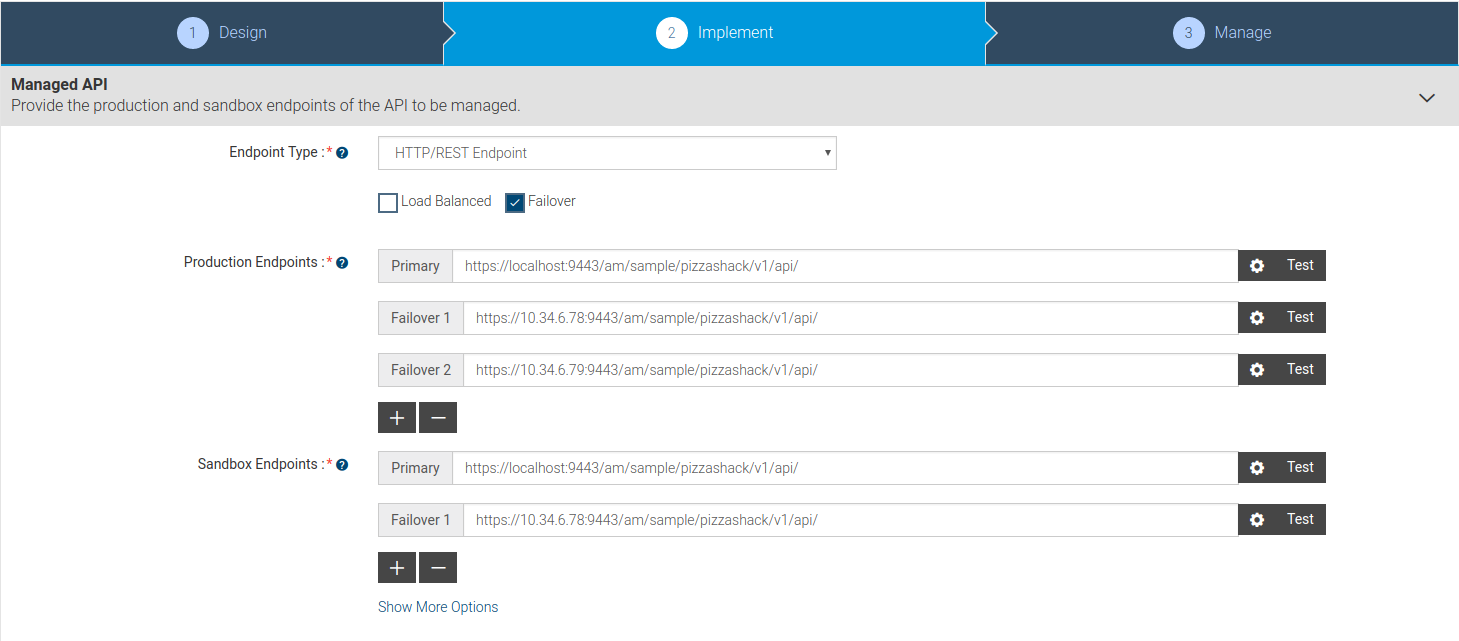 1 Design
2 Implement
3 Manage
Managed API
Provide the production and sandbox endpoints of the API to be managed.
Endpoint Type :* ?
HTTP/REST Endpoint
Load Balanced
Failover
Production Endpoints :* ?
Primary https://localhost:9443/am/sample/pizzashack/v1/api/ Test
Failover 1 https://10.34.6.78:9443/am/sample/pizzashack/v1/api/ Test
Failover 2 https://10.34.6.79:9443/am/sample/pizzashack/v1/api/ Test
+ −
Sandbox Endpoints :* ?
Primary https://localhost:9443/am/sample/pizzashack/v1/api/ Test
Failover 1 https://10.34.6.78:9443/am/sample/pizzashack/v1/api/ Test
+ −
Show More Options